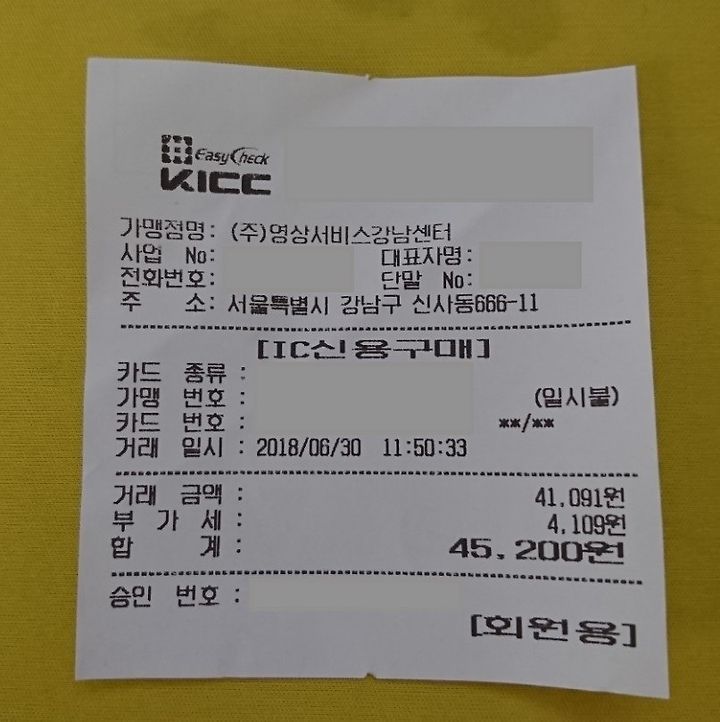 EasyCheck
KICC
가맹점명: (주)영상서비스강남센터
사업 No: 대표자명:
전화번호: 단말 No:
주 소: 서울특별시 강남구 신사동666-11
[IC신용구매]
카드 종류 :
가맹 번호 : (일시불)
카드 번호 : **/**
거래 일시 : 2018/06/30 11:50:33
거래 금액 : 41,091원
부 가 세 : 4,109원
합 계 : 45,200원
승인 번호 :
[회원용]